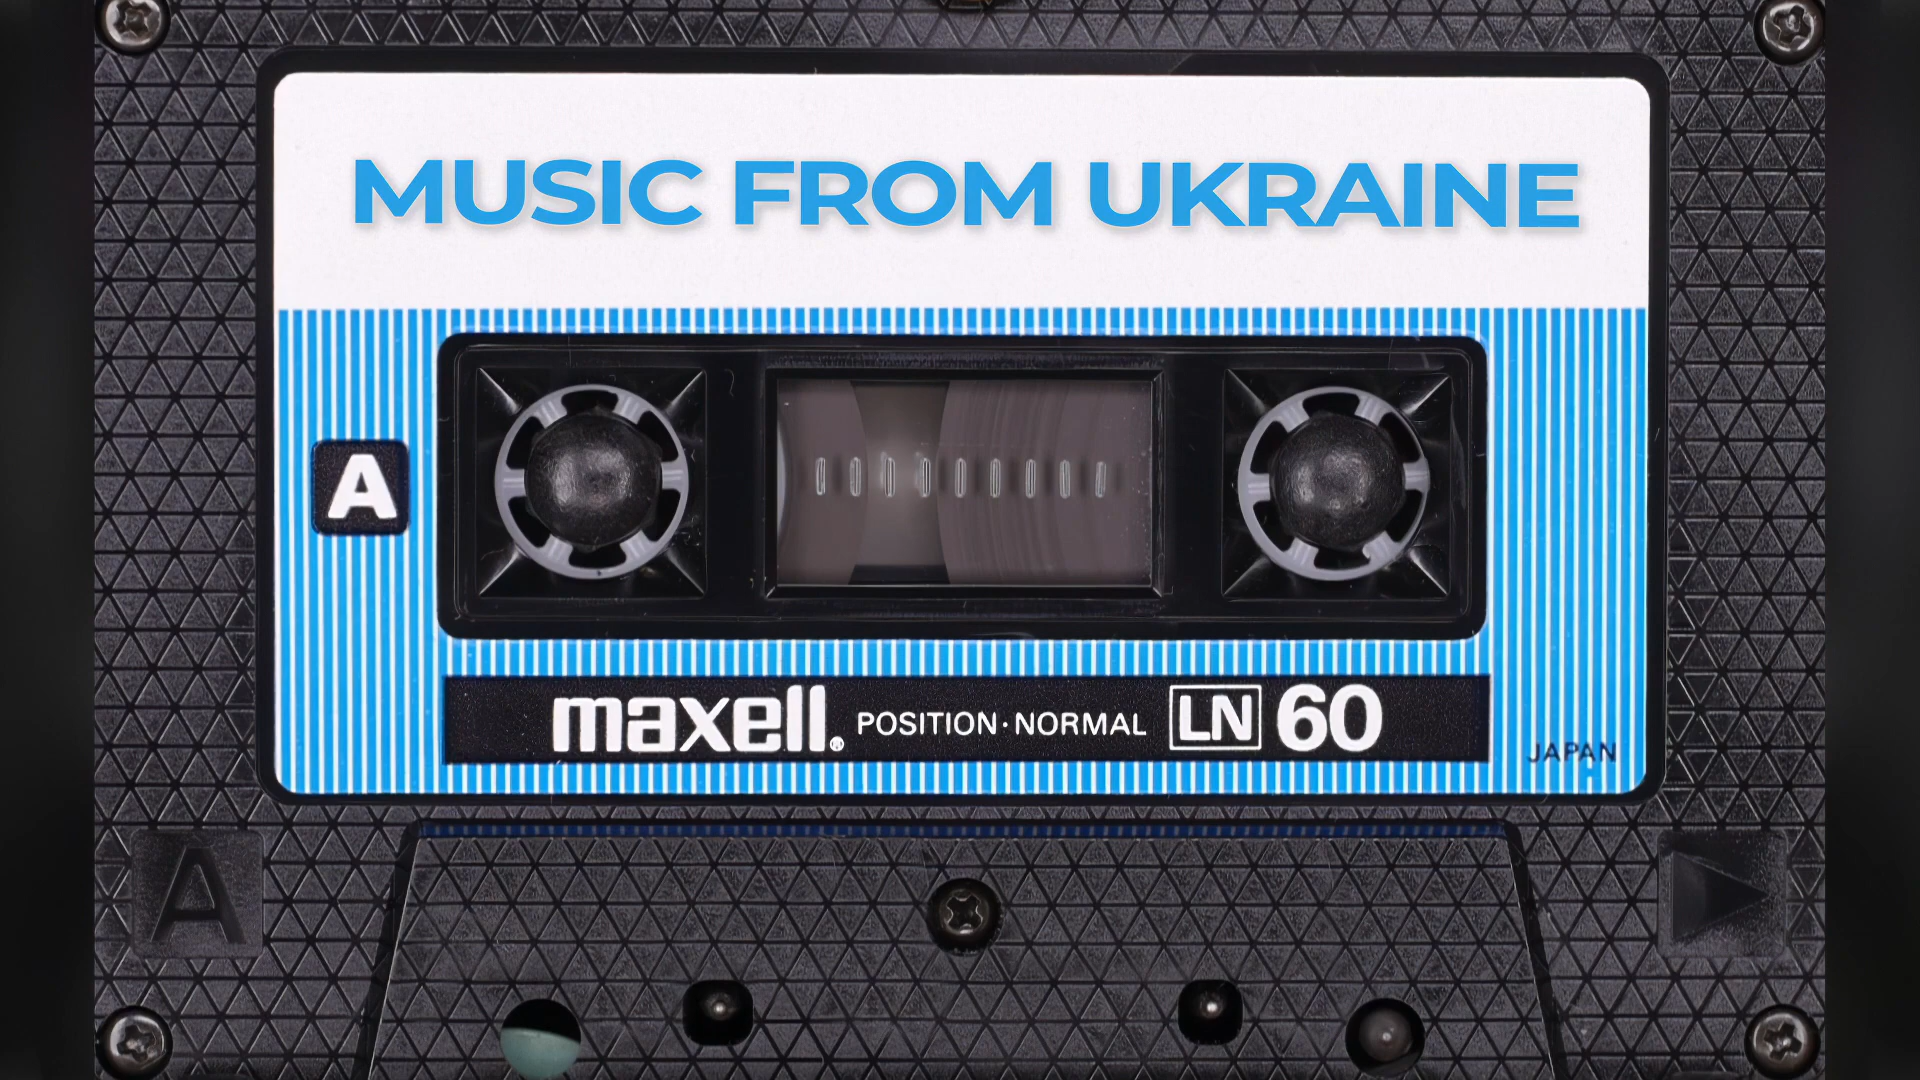 MUSIC FROM UKRAINE
A
maxell® POSITION·NORMAL LN 60
JAPAN
A